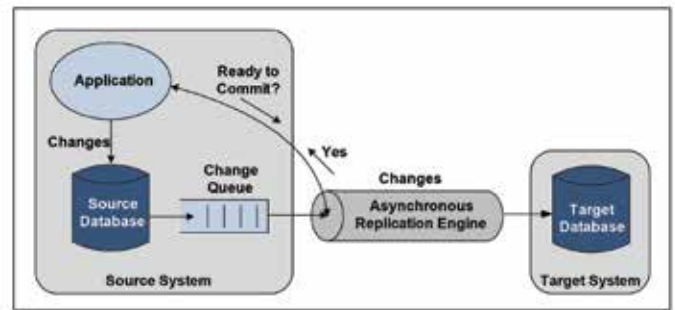 Application
Ready to
Commit?
Changes
Yes
Change
Queue
Changes
Source
Database
Asynchronous
Replication Engine
Target
Database
Source System
Target System